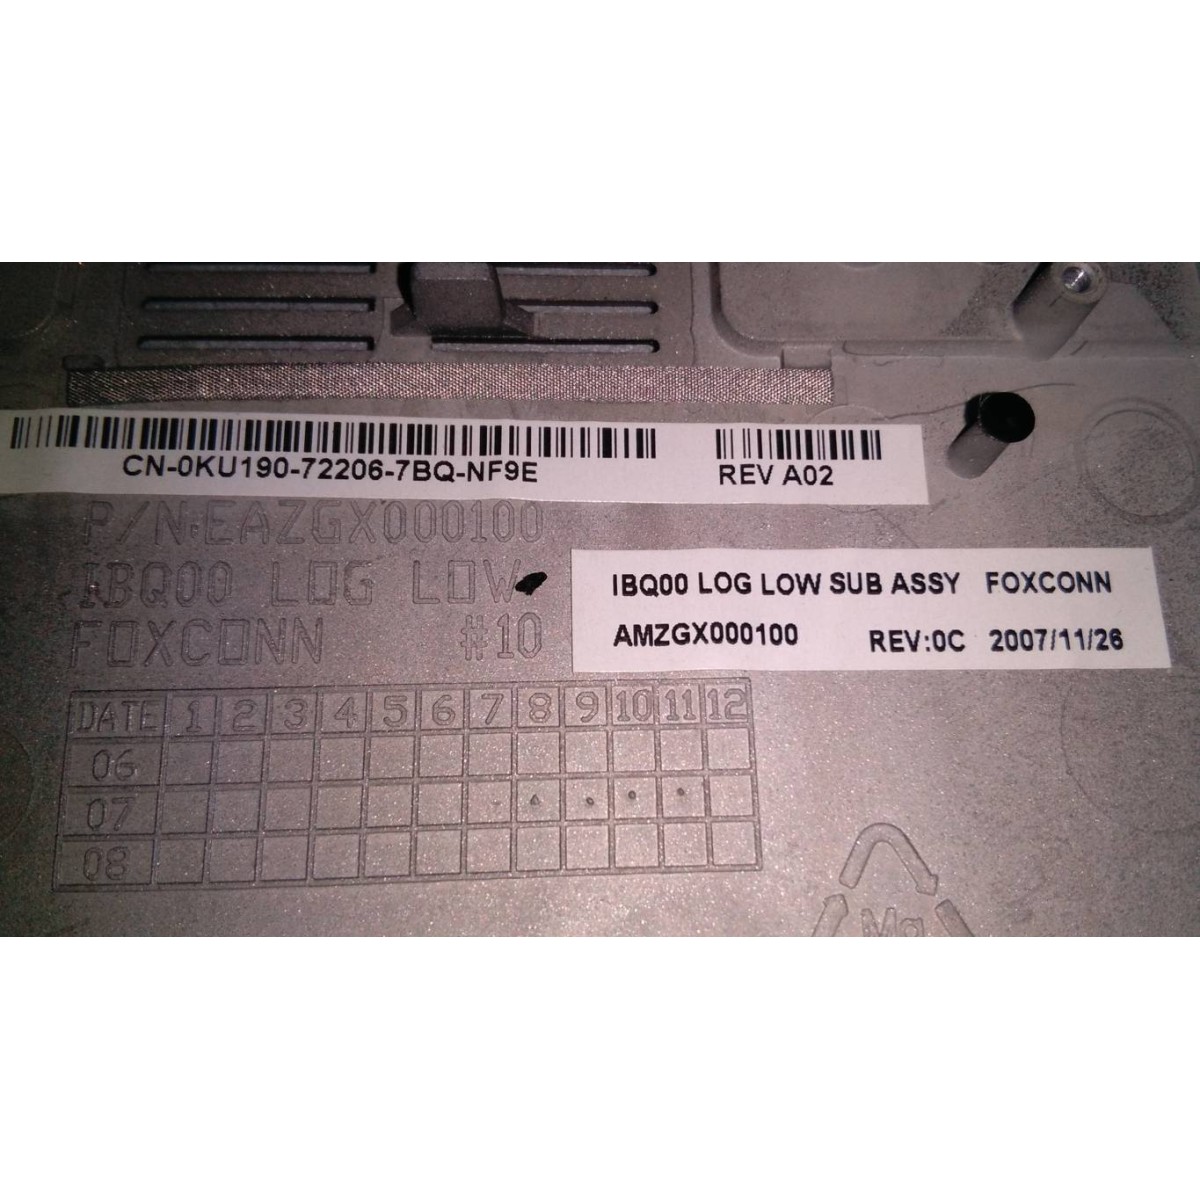 CN-0KU190-72206-7BQ-NF9E REV A02
P/N:EAZGX000100
IBQ00 LOG LOW
FOXCONN #10
IBQ00 LOG LOW SUB ASSY FOXCONN
AMZGX000100 REV:0C 2007/11/26
DATE 1 2 3 4 5 6 7 8 9 10 11 12
06
07
08
Mg